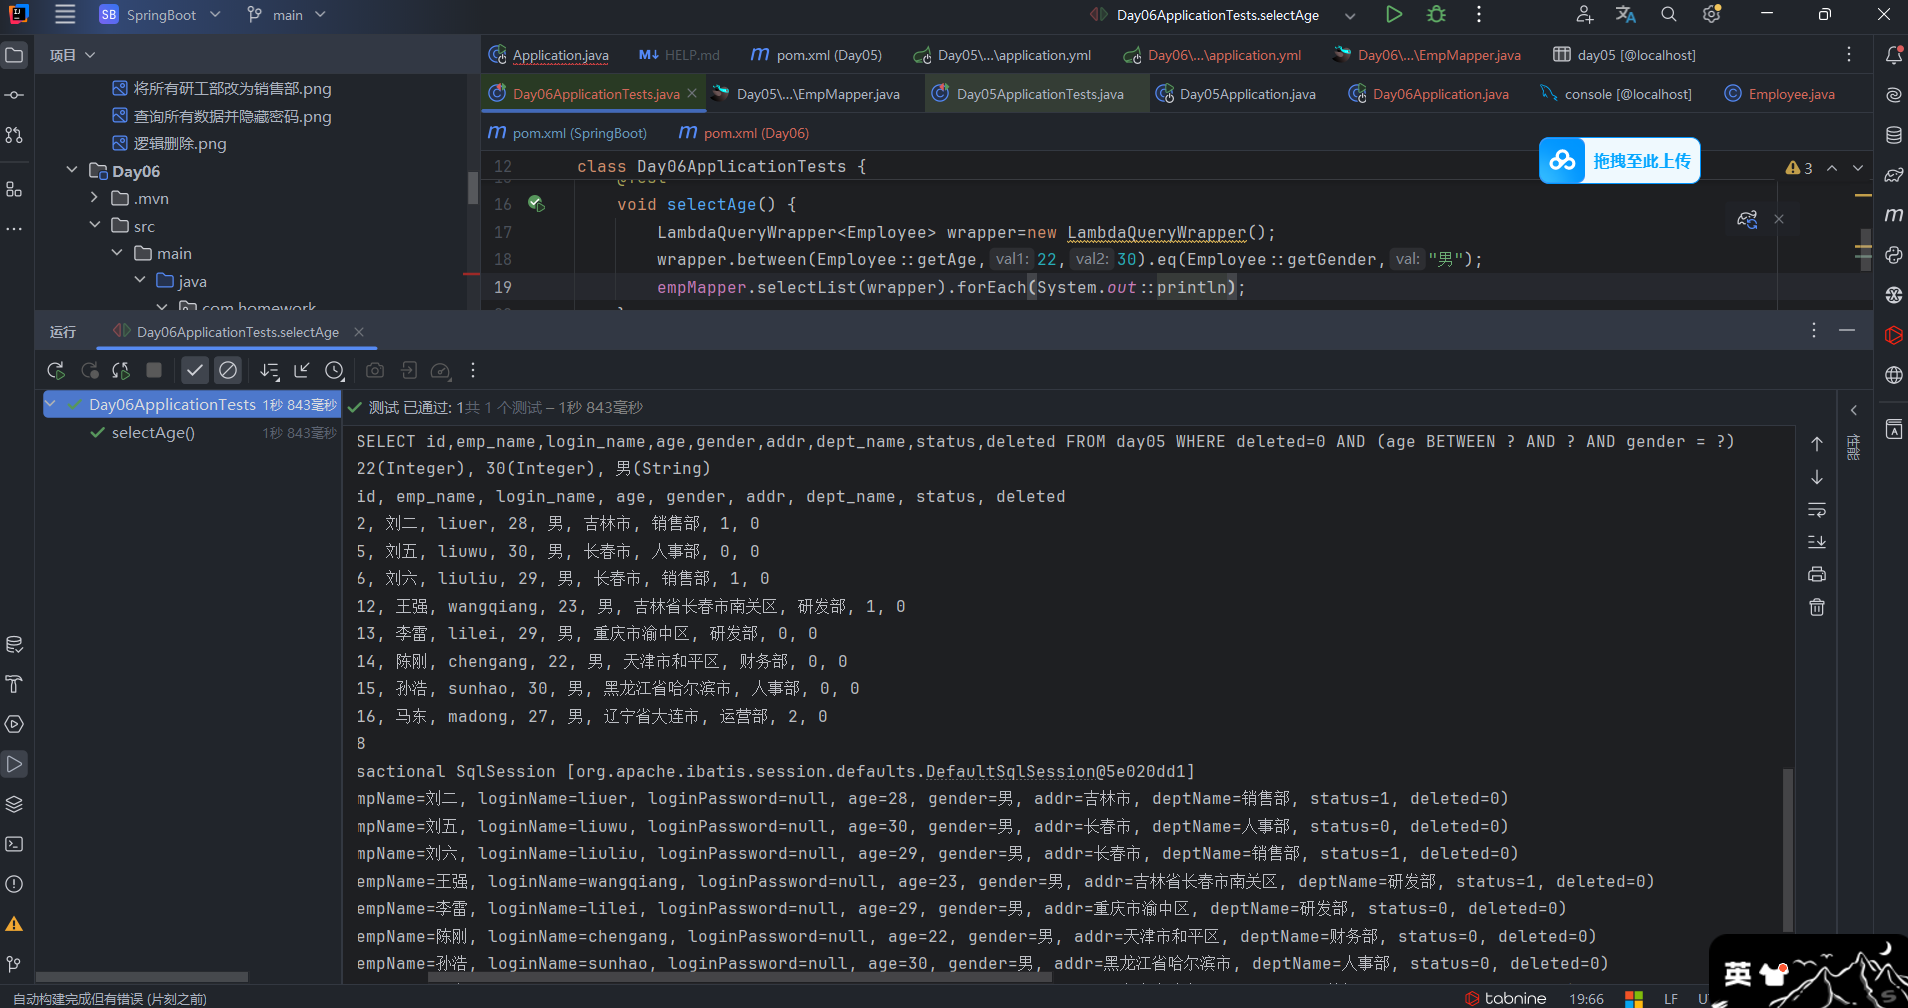 SB SpringBoot main Day06ApplicationTests.selectAge
项目
Application.java HELP.md pom.xml (Day05) Day05\...\application.yml Day06\...\application.yml Day06\...\EmpMapper.java day05 [@localhost]
Day06ApplicationTests.java Day05\...\EmpMapper.java Day05ApplicationTests.java Day05Application.java Day06Application.java console [@localhost] Employee.java
pom.xml (SpringBoot) pom.xml (Day06)
将所有研工部改为销售部.png
查询所有数据并隐藏密码.png
逻辑删除.png
Day06
.mvn
src
main
java
com.homework
12 class Day06ApplicationTests {
@Test
16 void selectAge() {
17 LambdaQueryWrapper<Employee> wrapper=new LambdaQueryWrapper();
18 wrapper.between(Employee::getAge, val1: 22, val2: 30).eq(Employee::getGender, val: "男");
19 empMapper.selectList(wrapper).forEach(System.out::println);
拖拽至此上传
3
运行 Day06ApplicationTests.selectAge
Day06ApplicationTests 1秒 843毫秒
selectAge() 1秒 843毫秒
测试 已通过: 1共 1 个测试 – 1秒 843毫秒
SELECT id,emp_name,login_name,age,gender,addr,dept_name,status,deleted FROM day05 WHERE deleted=0 AND (age BETWEEN ? AND ? AND gender = ?)
22(Integer), 30(Integer), 男(String)
id, emp_name, login_name, age, gender, addr, dept_name, status, deleted
2, 刘二, liuer, 28, 男, 吉林市, 销售部, 1, 0
5, 刘五, liuwu, 30, 男, 长春市, 人事部, 0, 0
6, 刘六, liuliu, 29, 男, 长春市, 销售部, 1, 0
12, 王强, wangqiang, 23, 男, 吉林省长春市南关区, 研发部, 1, 0
13, 李雷, lilei, 29, 男, 重庆市渝中区, 研发部, 0, 0
14, 陈刚, chengang, 22, 男, 天津市和平区, 财务部, 0, 0
15, 孙浩, sunhao, 30, 男, 黑龙江省哈尔滨市, 人事部, 0, 0
16, 马东, madong, 27, 男, 辽宁省大连市, 运营部, 2, 0
8
sactional SqlSession [org.apache.ibatis.session.defaults.DefaultSqlSession@5e020dd1]
mpName=刘二, loginName=liuer, loginPassword=null, age=28, gender=男, addr=吉林市, deptName=销售部, status=1, deleted=0)
mpName=刘五, loginName=liuwu, loginPassword=null, age=30, gender=男, addr=长春市, deptName=人事部, status=0, deleted=0)
mpName=刘六, loginName=liuliu, loginPassword=null, age=29, gender=男, addr=长春市, deptName=销售部, status=1, deleted=0)
empName=王强, loginName=wangqiang, loginPassword=null, age=23, gender=男, addr=吉林省长春市南关区, deptName=研发部, status=1, deleted=0)
empName=李雷, loginName=lilei, loginPassword=null, age=29, gender=男, addr=重庆市渝中区, deptName=研发部, status=0, deleted=0)
empName=陈刚, loginName=chengang, loginPassword=null, age=22, gender=男, addr=天津市和平区, deptName=财务部, status=0, deleted=0)
empName=孙浩, loginName=sunhao, loginPassword=null, age=30, gender=男, addr=黑龙江省哈尔滨市, deptName=人事部, status=0, deleted=0)
性能
英
自动构建完成但有错误 (片刻之前) tabnine 19:66 LF